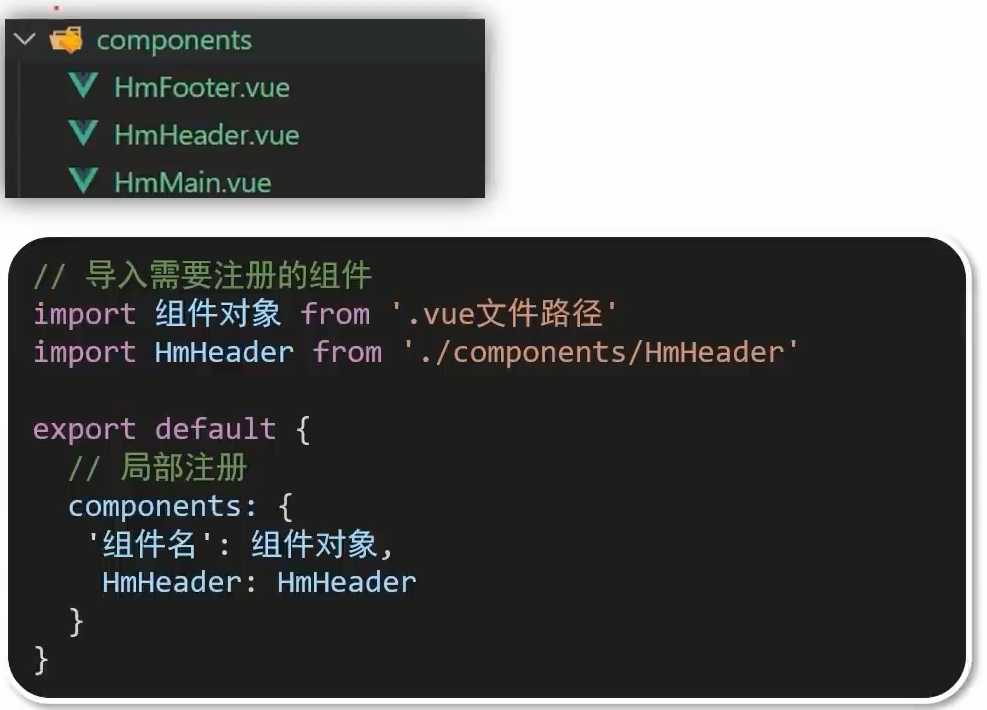 components
HmFooter.vue
HmHeader.vue
HmMain.vue
// 导入需要注册的组件
import 组件对象 from '.vue文件路径'
import HmHeader from './components/HmHeader'
export default {
// 局部注册
components: {
'组件名': 组件对象,
HmHeader: HmHeader
}
}